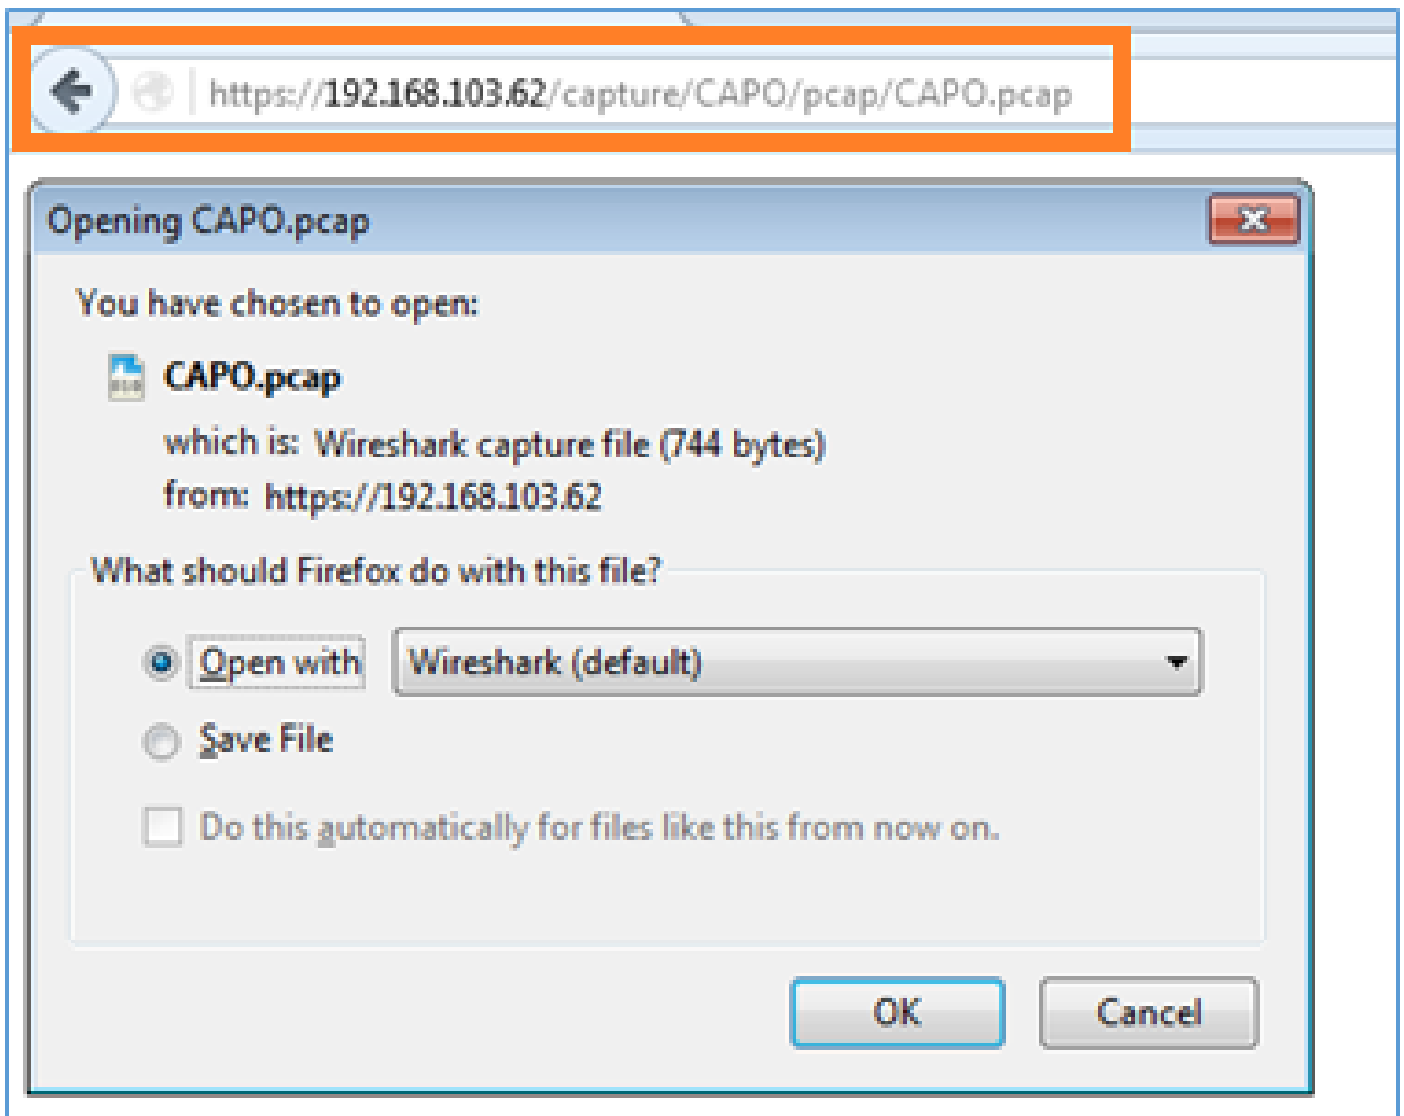 https://192.168.103.62/capture/CAPO/pcap/CAPO.pcap
Opening CAPO.pcap
You have chosen to open:
CAPO.pcap
which is: Wireshark capture file (744 bytes)
from: https://192.168.103.62
What should Firefox do with this file?
Open with Wireshark (default)
Save File
Do this automatically for files like this from now on.
OK Cancel